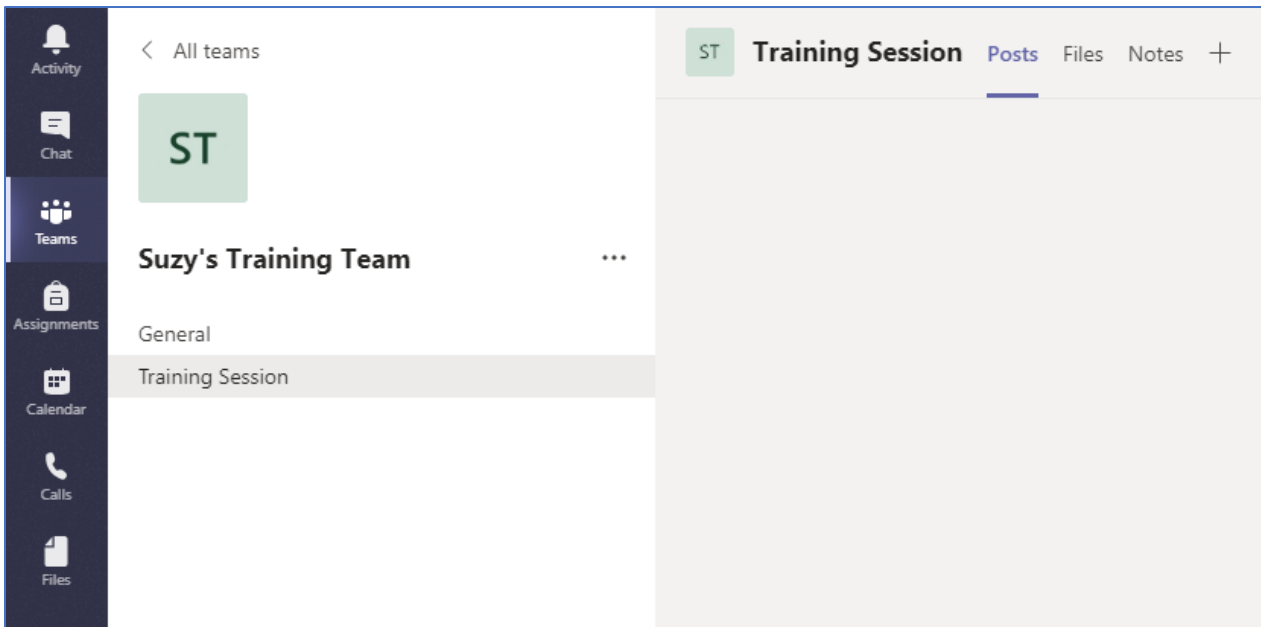 Activity
Chat
Teams
Assignments
Calendar
Calls
Files
All teams
ST
Suzy's Training Team
General
Training Session
ST Training Session Posts Files Notes